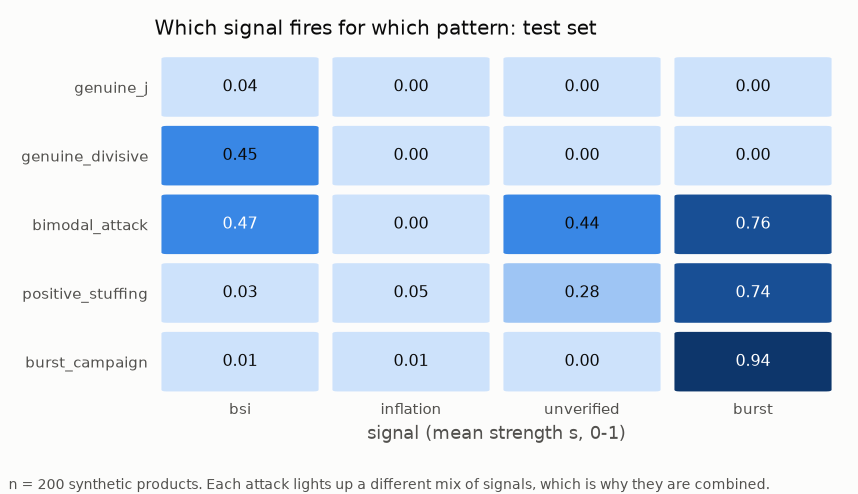 Which signal fires for which pattern: test set
genuine_j 0.04 0.00 0.00 0.00
genuine_divisive 0.45 0.00 0.00 0.00
bimodal_attack 0.47 0.00 0.44 0.76
positive_stuffing 0.03 0.05 0.28 0.74
burst_campaign 0.01 0.01 0.00 0.94
bsi inflation unverified burst
signal (mean strength s, 0-1)
n = 200 synthetic products. Each attack lights up a different mix of signals, which is why they are combined.